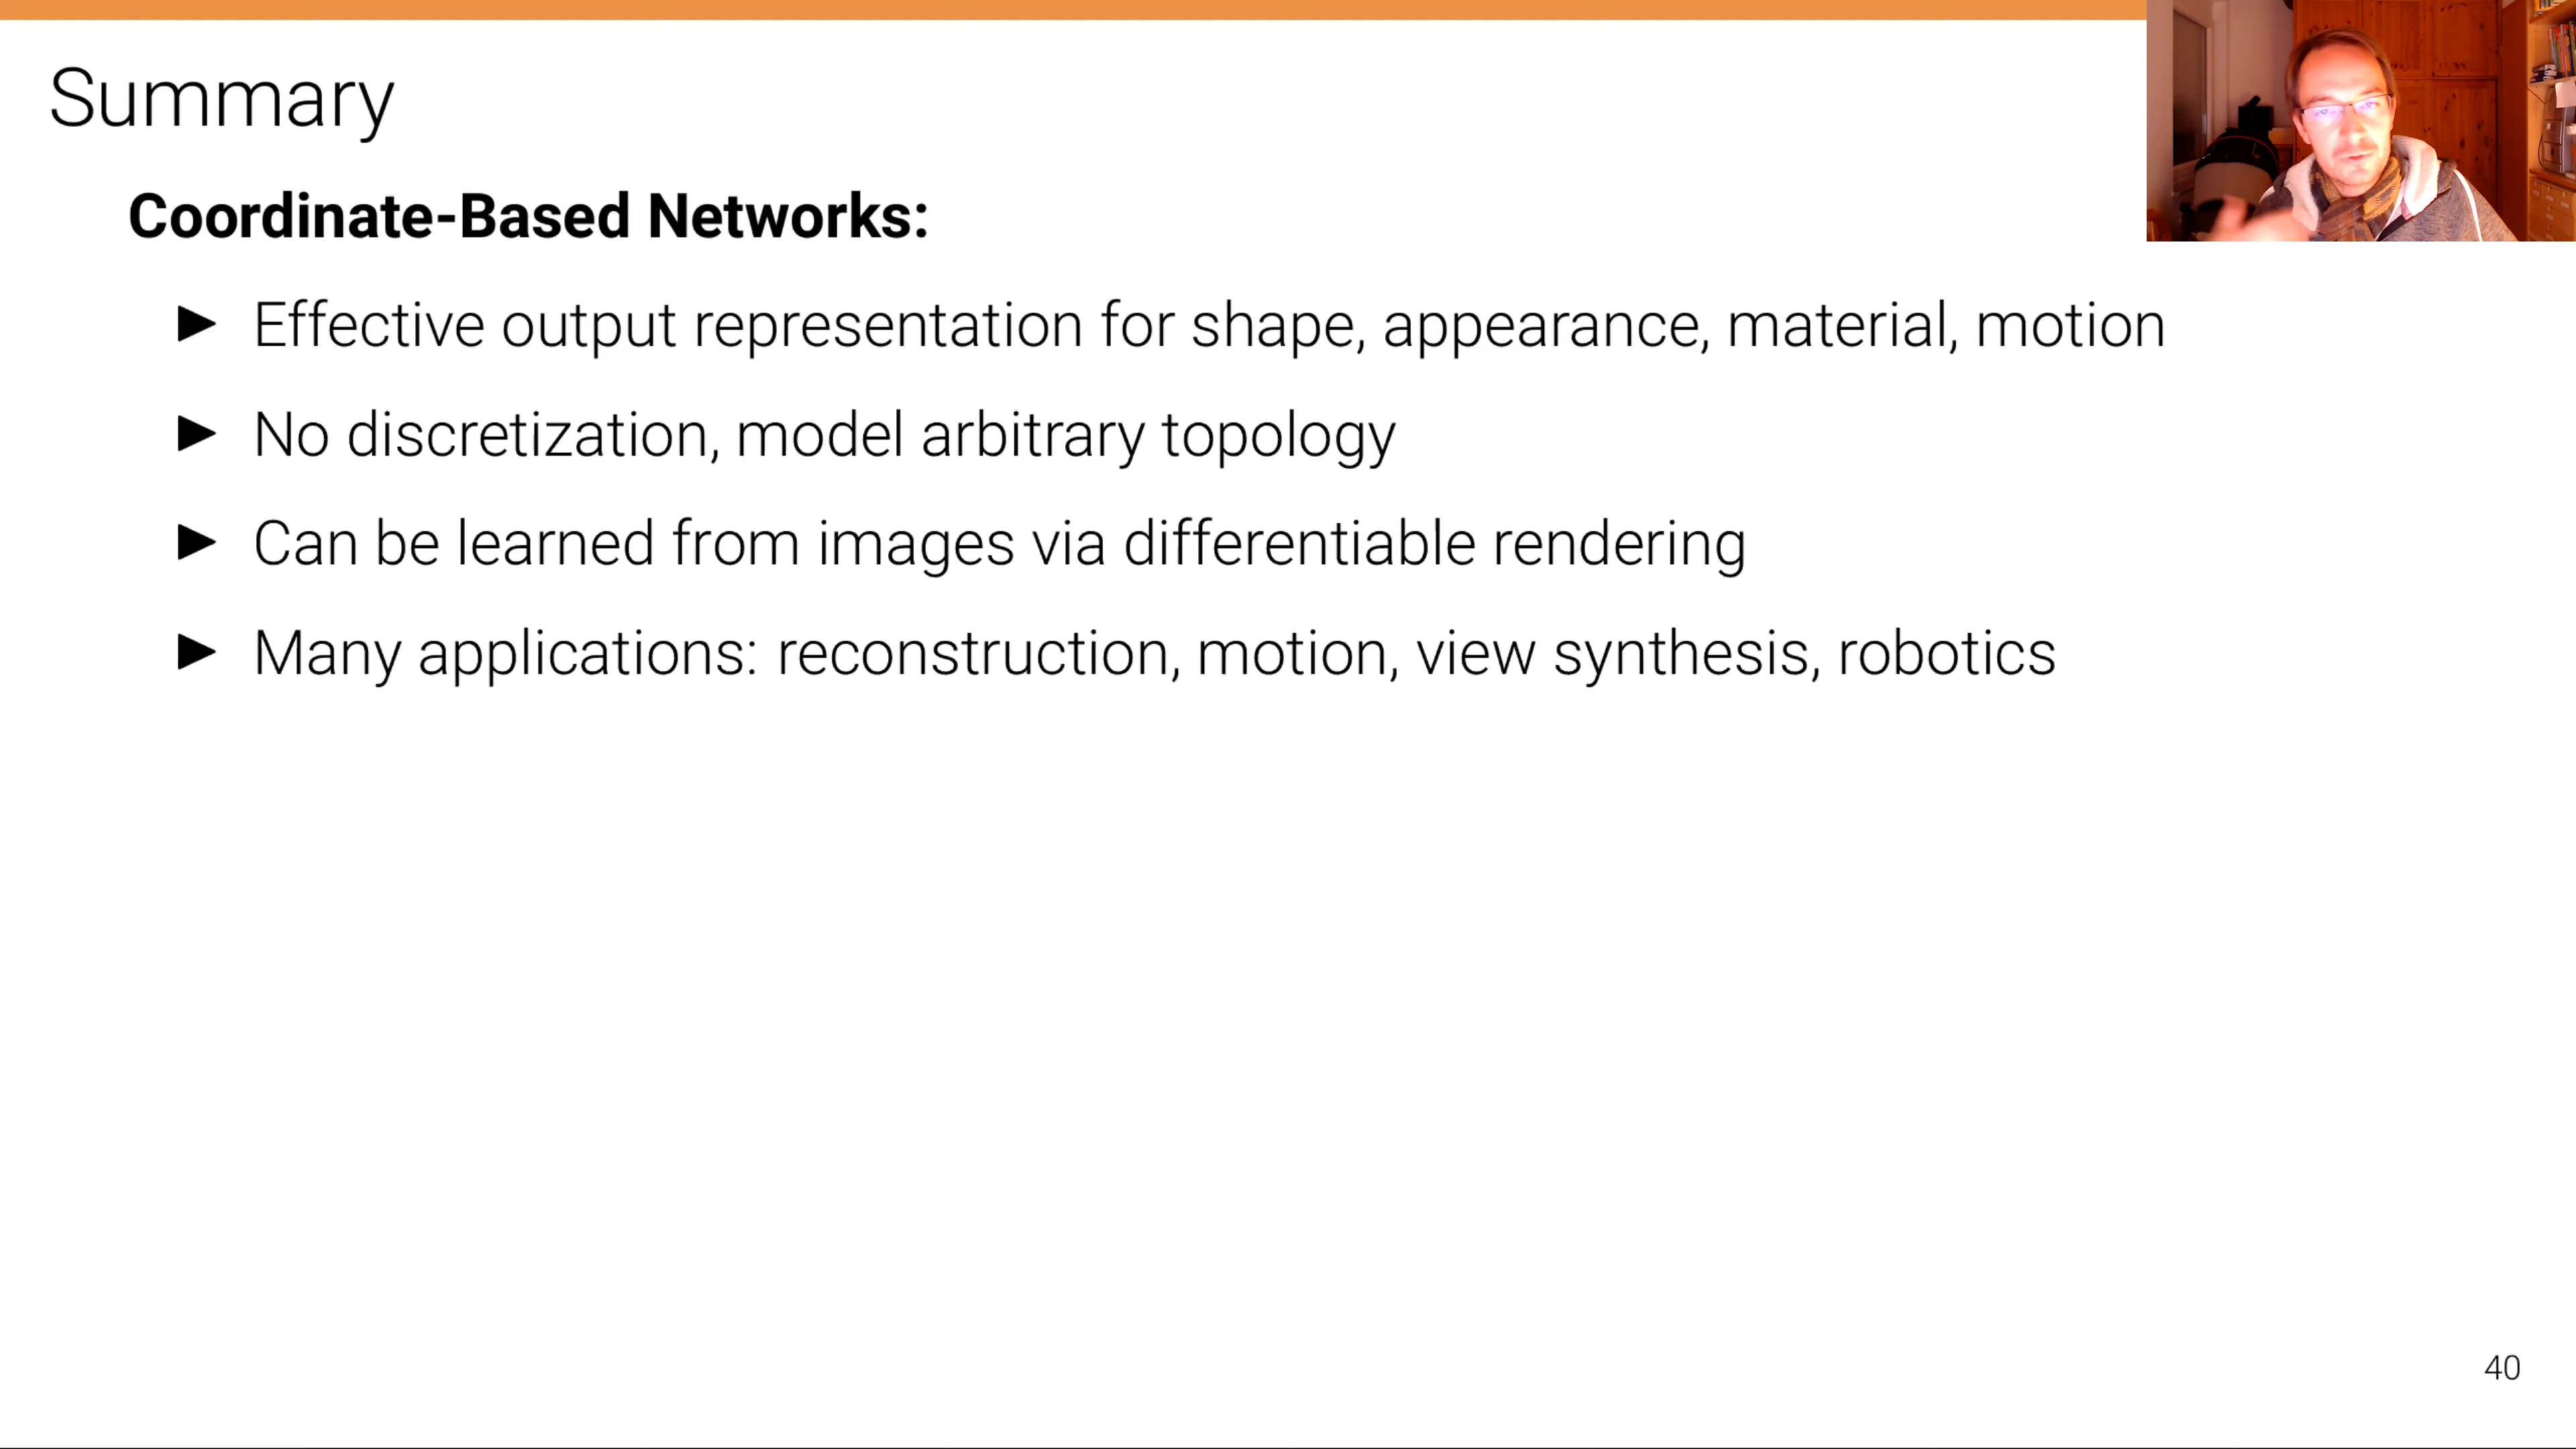 Summary
Coordinate-Based Networks:
► Effective output representation for shape, appearance, material, motion
► No discretization, model arbitrary topology
► Can be learned from images via differentiable rendering
► Many applications: reconstruction, motion, view synthesis, robotics
40